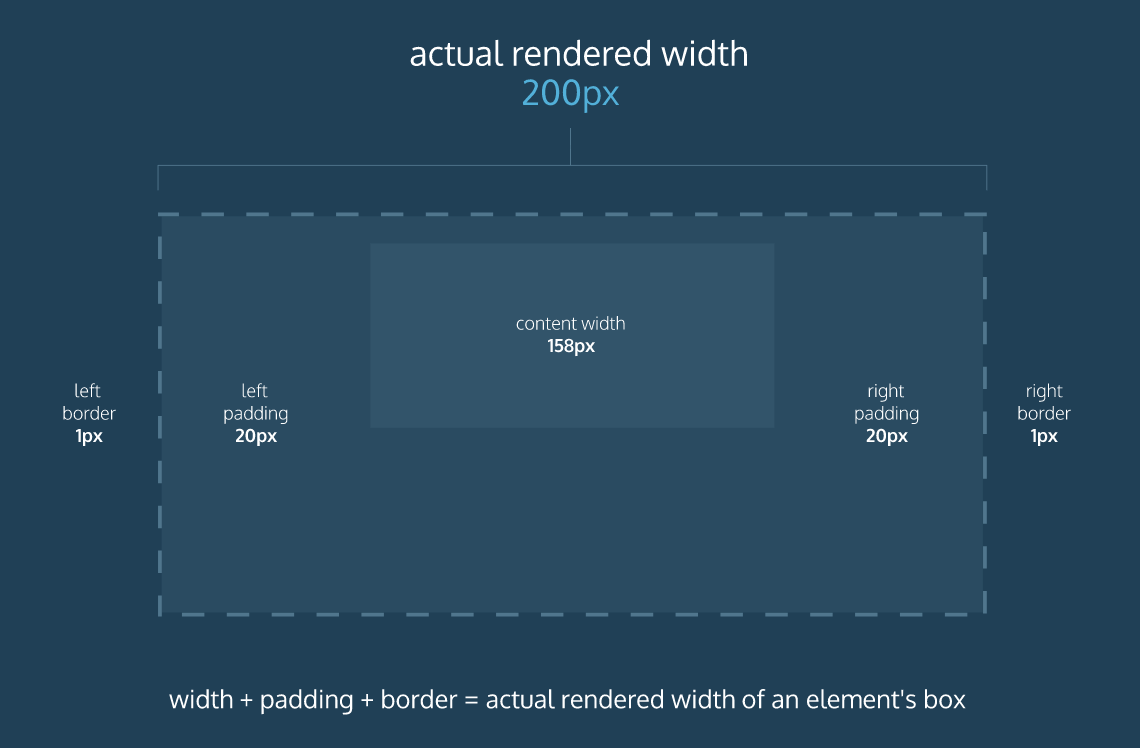 actual rendered width
200px
content width
158px
left
border
1px
left
padding
20px
right
padding
20px
right
border
1px
width + padding + border = actual rendered width of an element's box